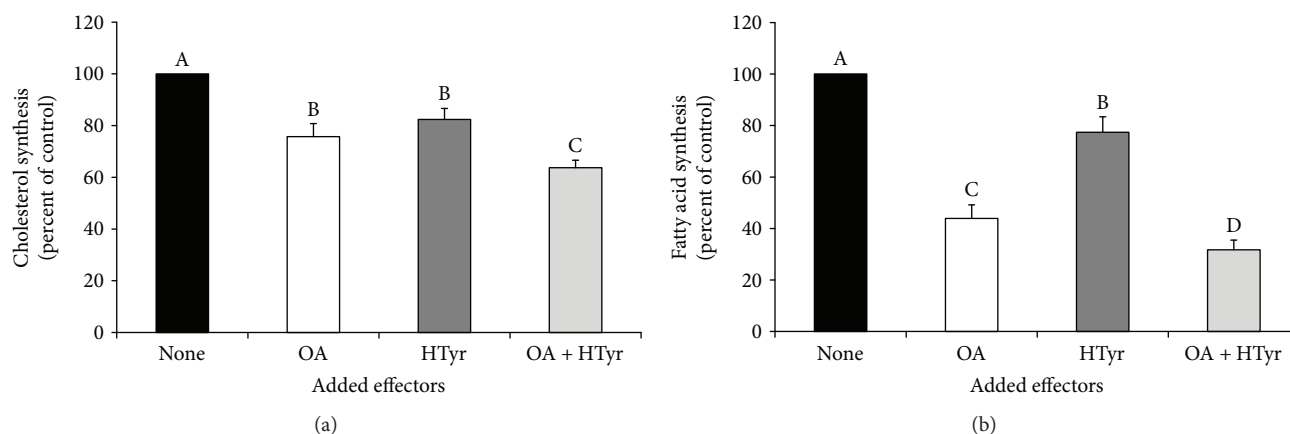 Cholesterol synthesis
(percent of control)
120
100
80
60
40
20
0
A
B
B
C
None OA HTyr OA + HTyr
Added effectors
(a)
Fatty acid synthesis
(percent of control)
120
100
80
60
40
20
0
A
C
B
D
None OA HTyr OA + HTyr
Added effectors
(b)